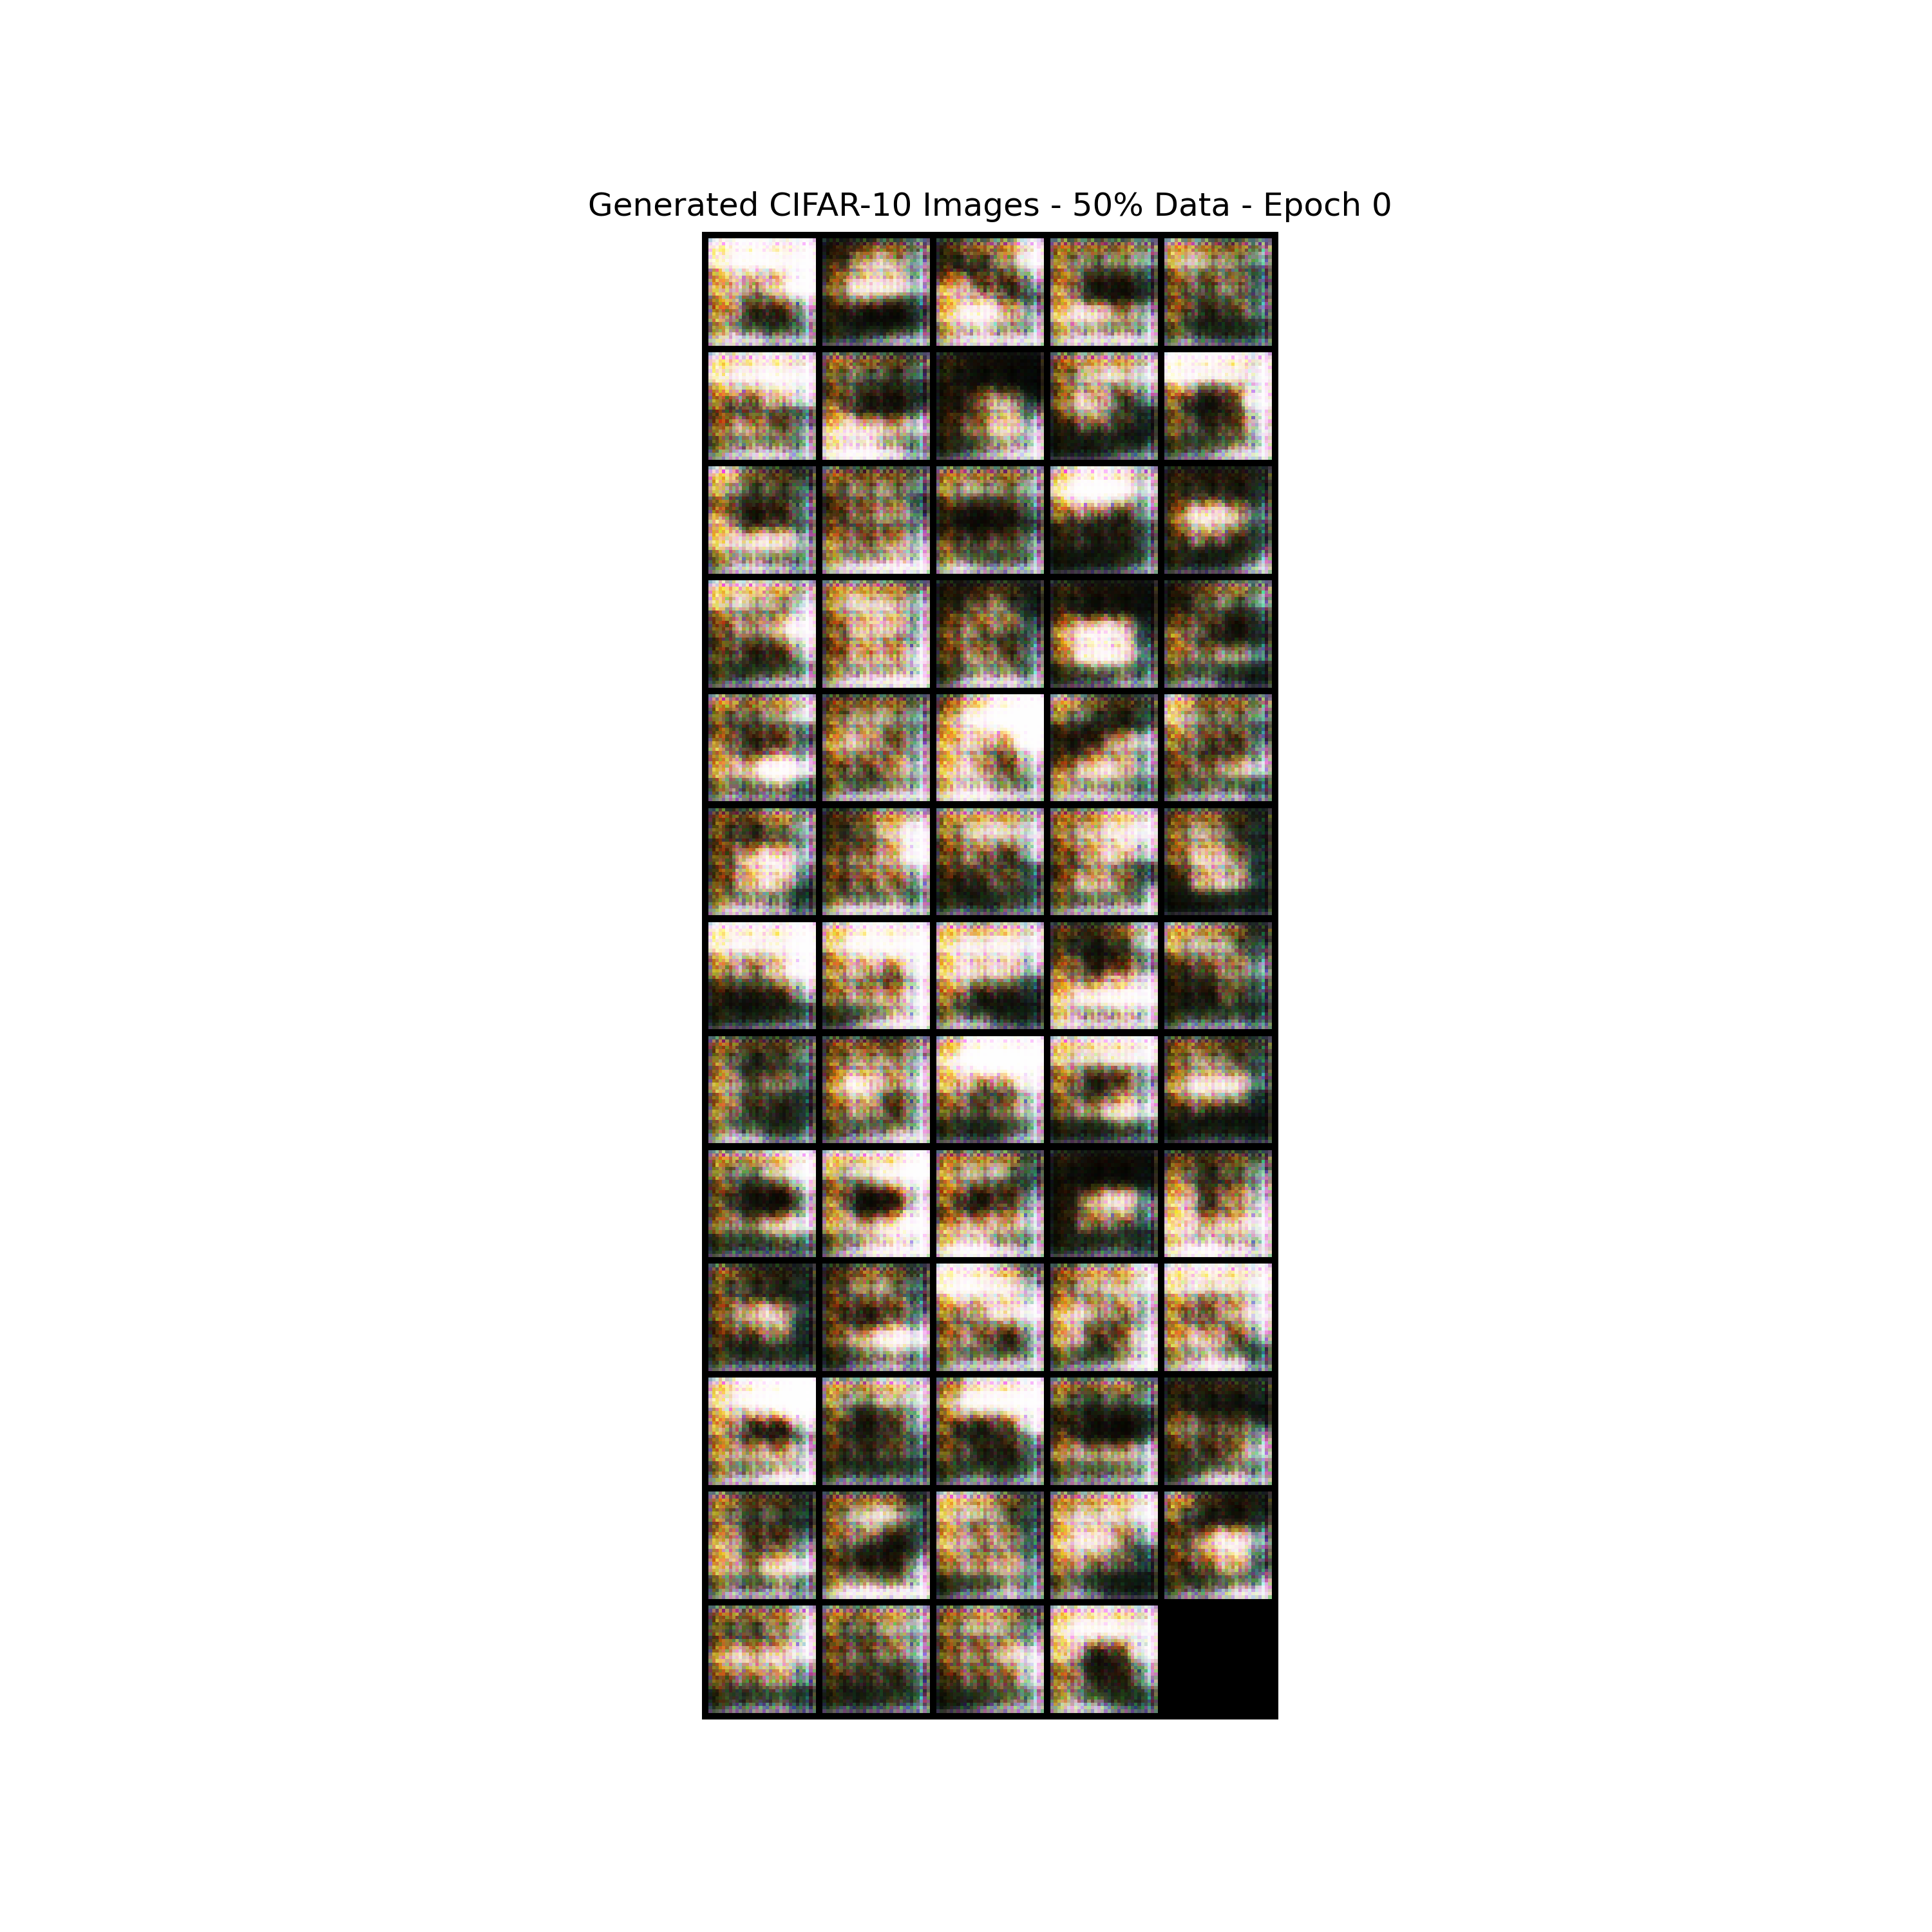 Generated CIFAR-10 Images - 50% Data - Epoch 0